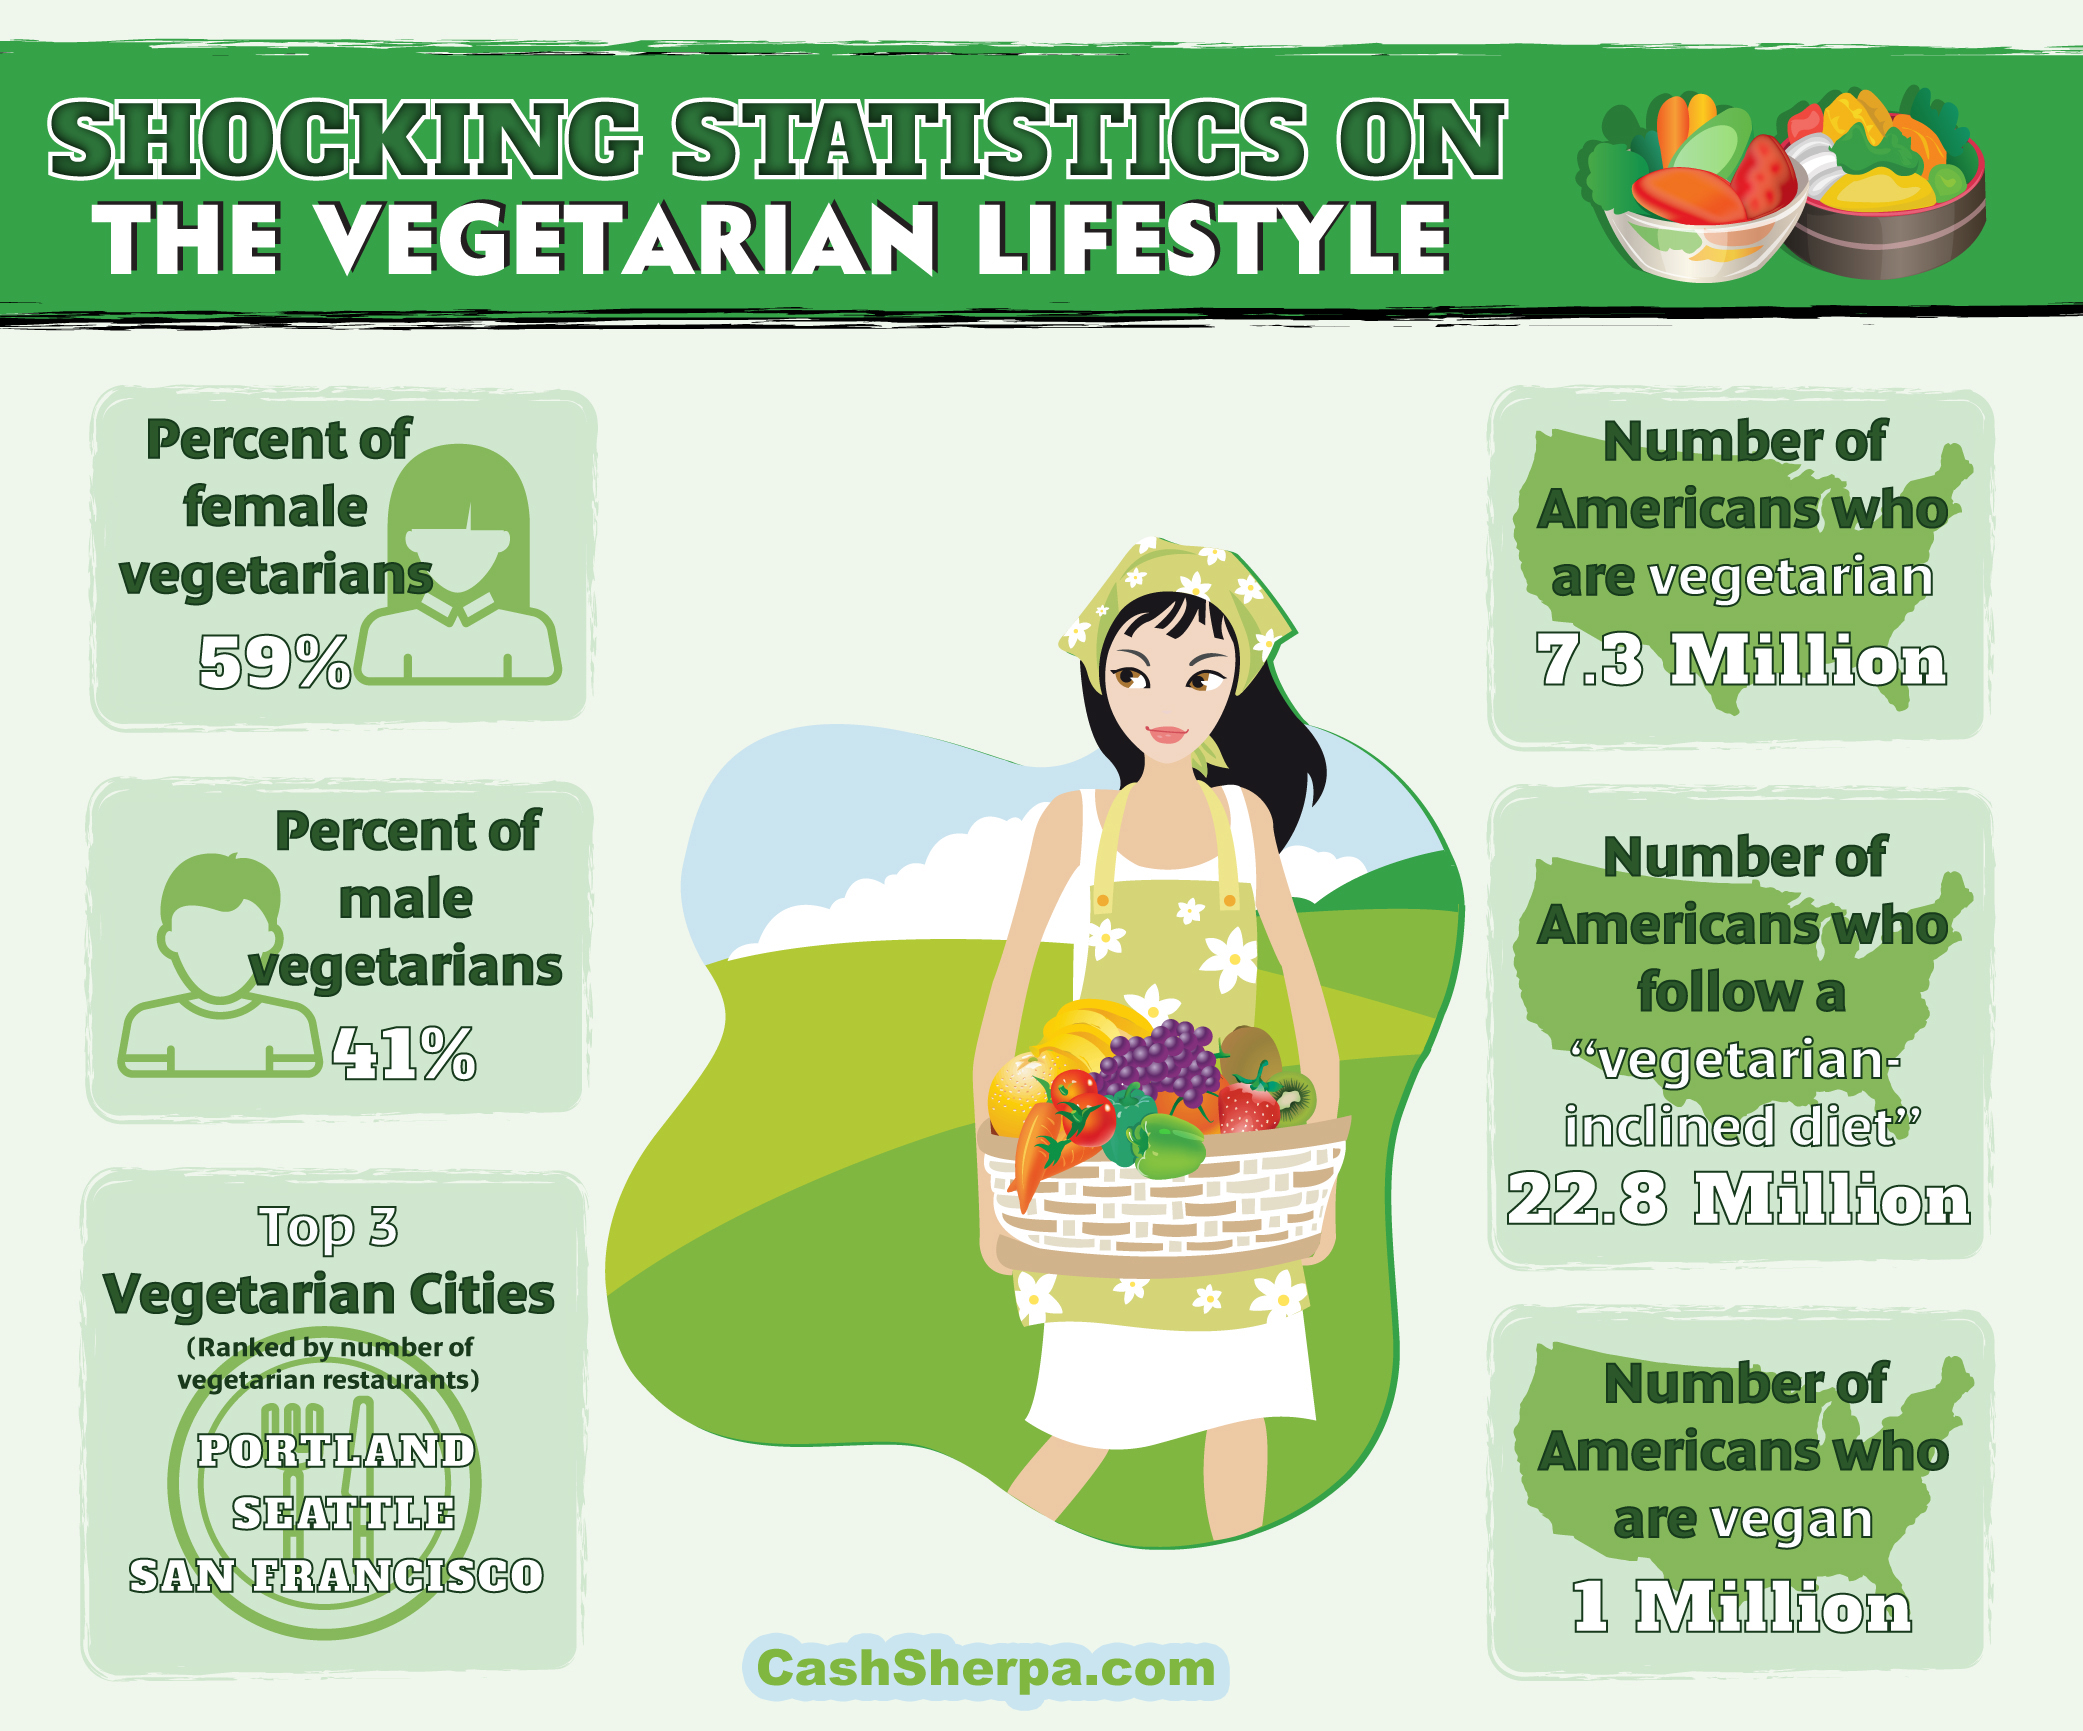 SHOCKING STATISTICS ON
THE VEGETARIAN LIFESTYLE
Percent of
female
vegetarians
59%
Percent of
male
vegetarians
41%
Top 3
Vegetarian Cities
(Ranked by number of
vegetarian restaurants)
PORTLAND
SEATTLE
SAN FRANCISCO
Number of
Americans who
are vegetarian
7.3 Million
Number of
Americans who
follow a
“vegetarian-
inclined diet”
22.8 Million
Number of
Americans who
are vegan
1 Million
CashSherpa.com